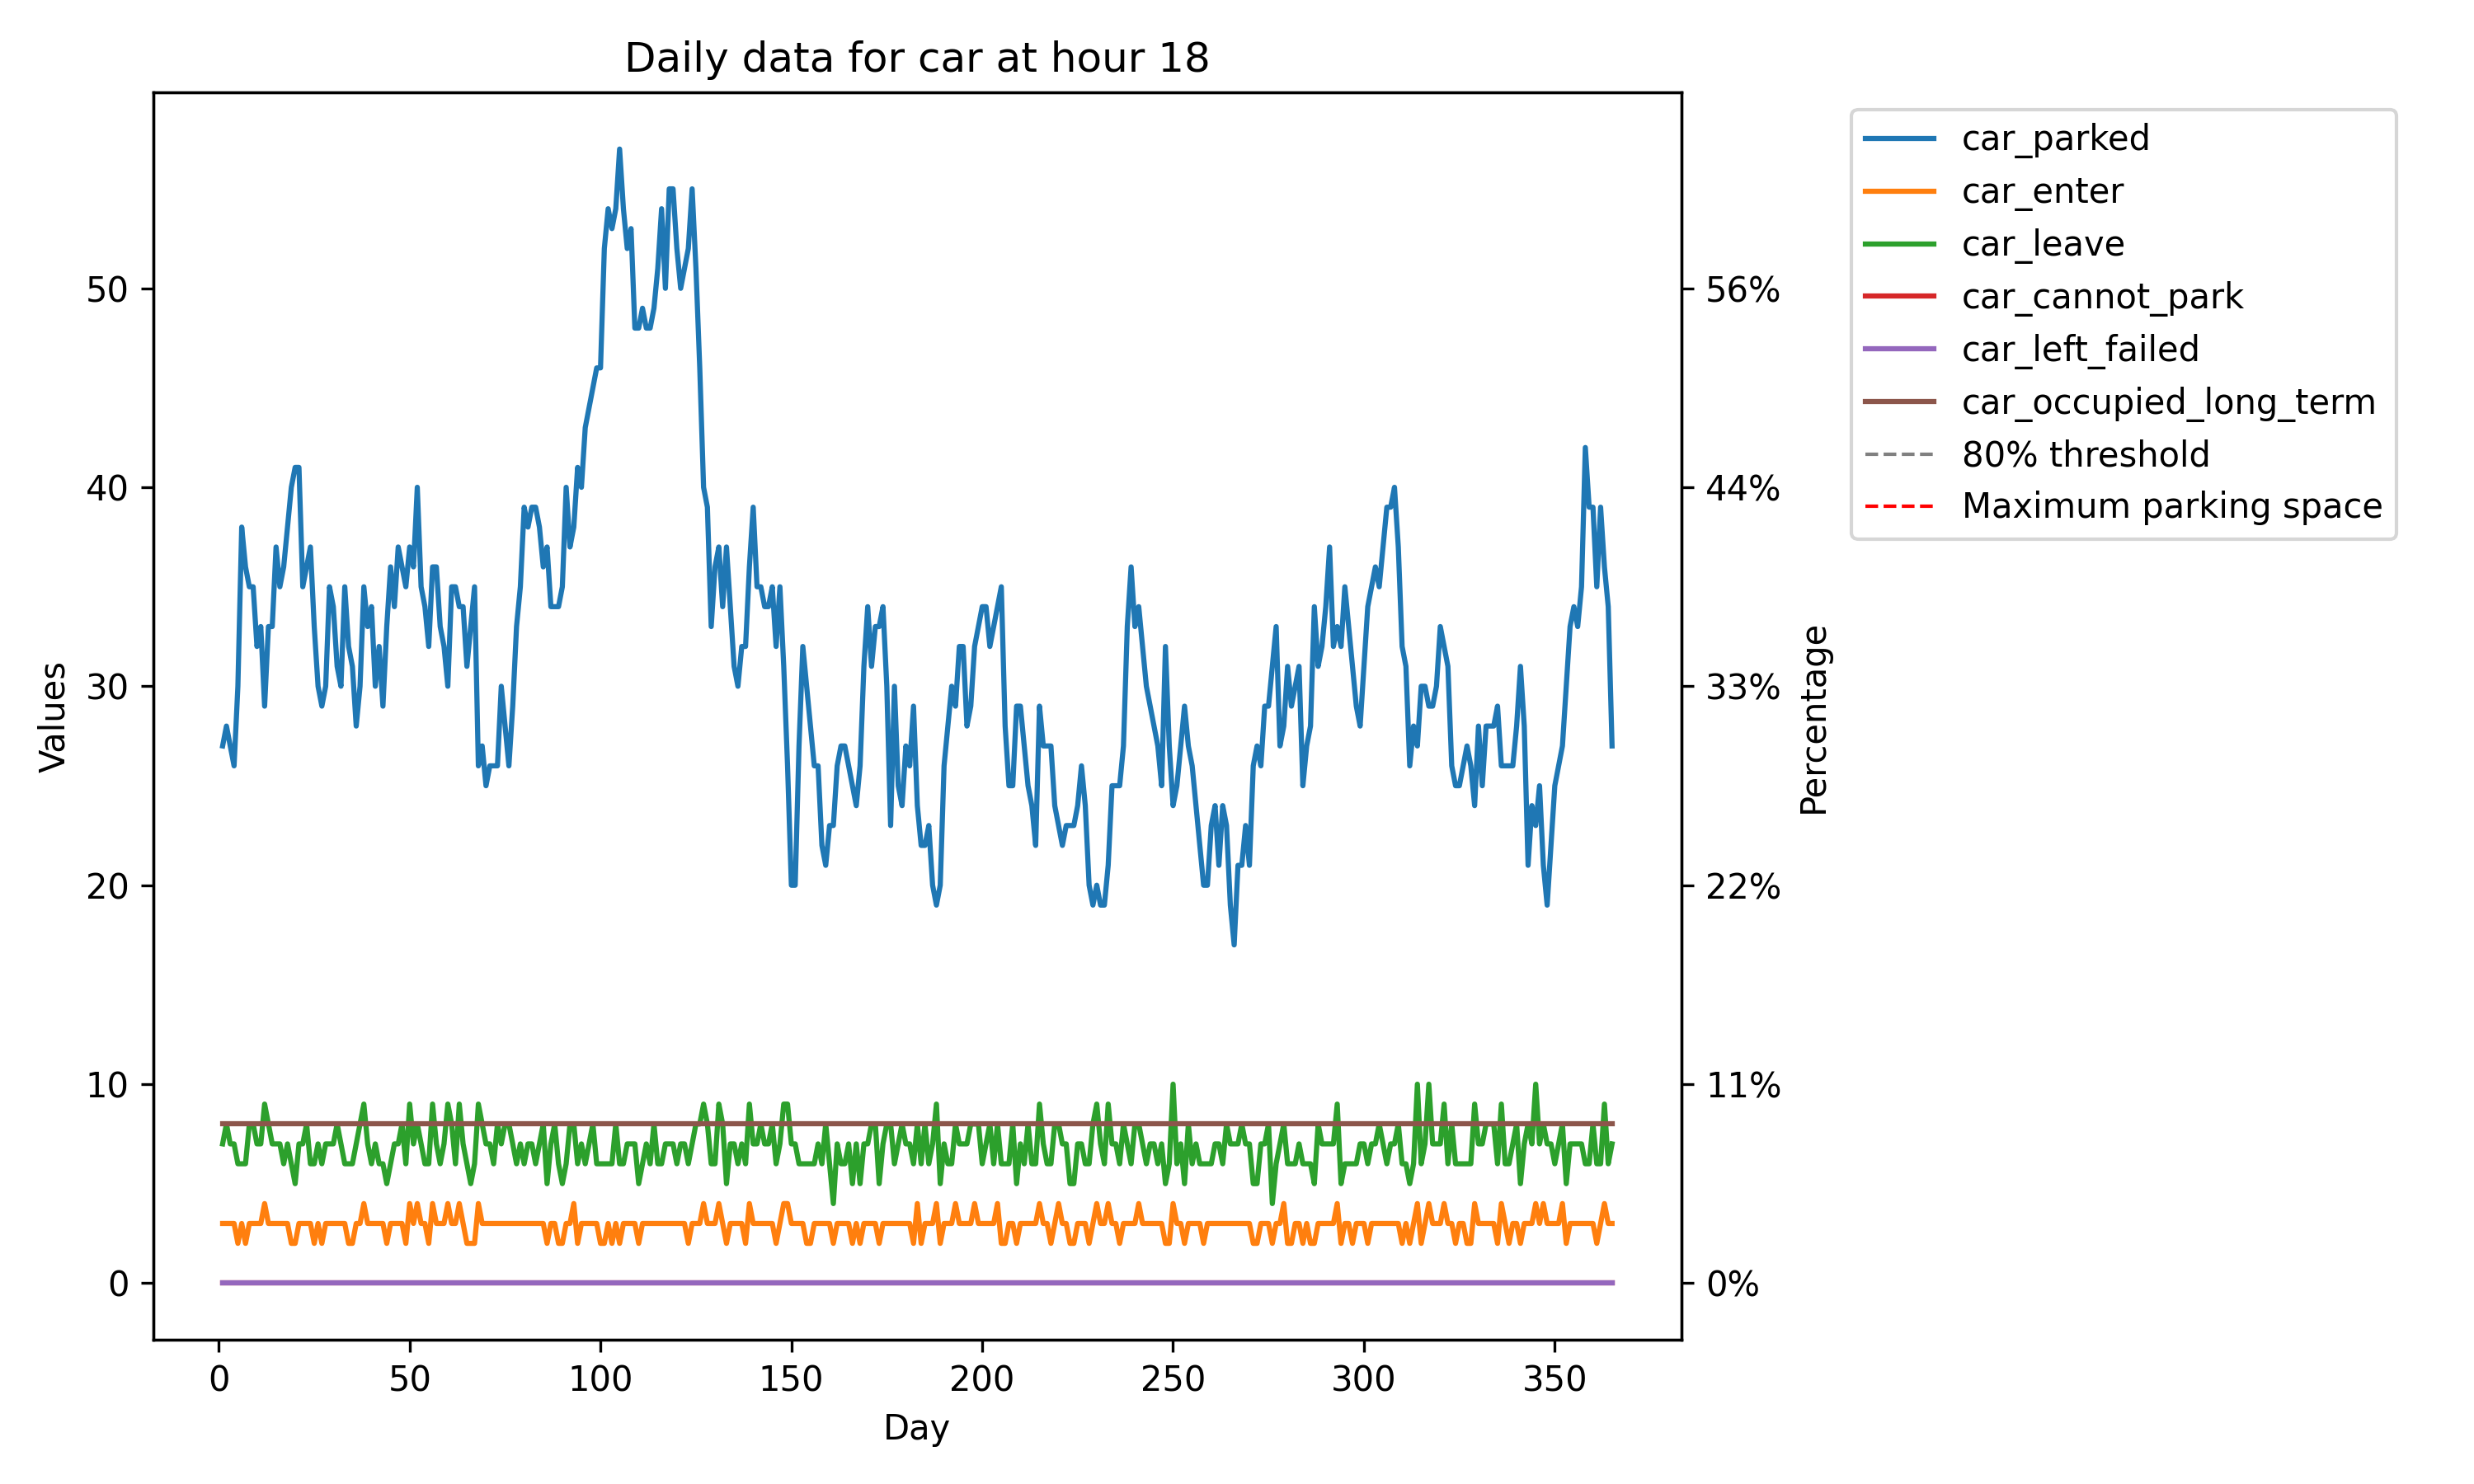 Daily data for car at hour 18
Values
50
40
30
20
10
0
56%
44%
33%
22%
11%
0%
Percentage
0 50 100 150 200 250 300 350
Day
car_parked
car_enter
car_leave
car_cannot_park
car_left_failed
car_occupied_long_term
80% threshold
Maximum parking space